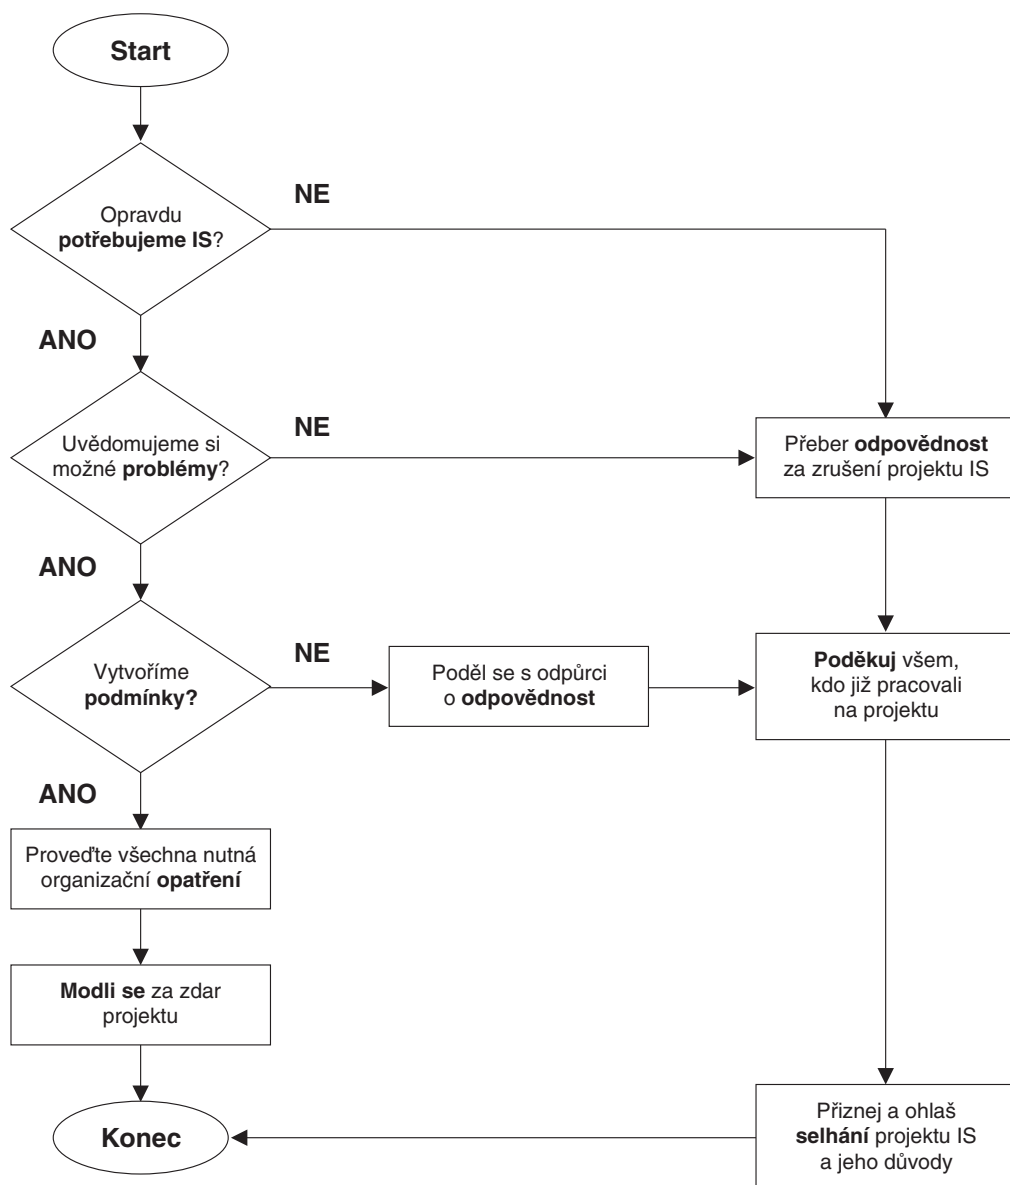 Start
NE
Opravdu
potřebujeme IS?
ANO
NE
Uvědomujeme si
možné problémy?
Přeber odpovědnost
za zrušení projektu IS
ANO
NE
Vytvoříme
podmínky?
Poděl se s odpůrci
o odpovědnost
Poděkuj všem,
kdo již pracovali
na projektu
ANO
Proveďte všechna nutná
organizační opatření
Modli se za zdar
projektu
Konec
Přiznej a ohlaš
selhání projektu IS
a jeho důvody